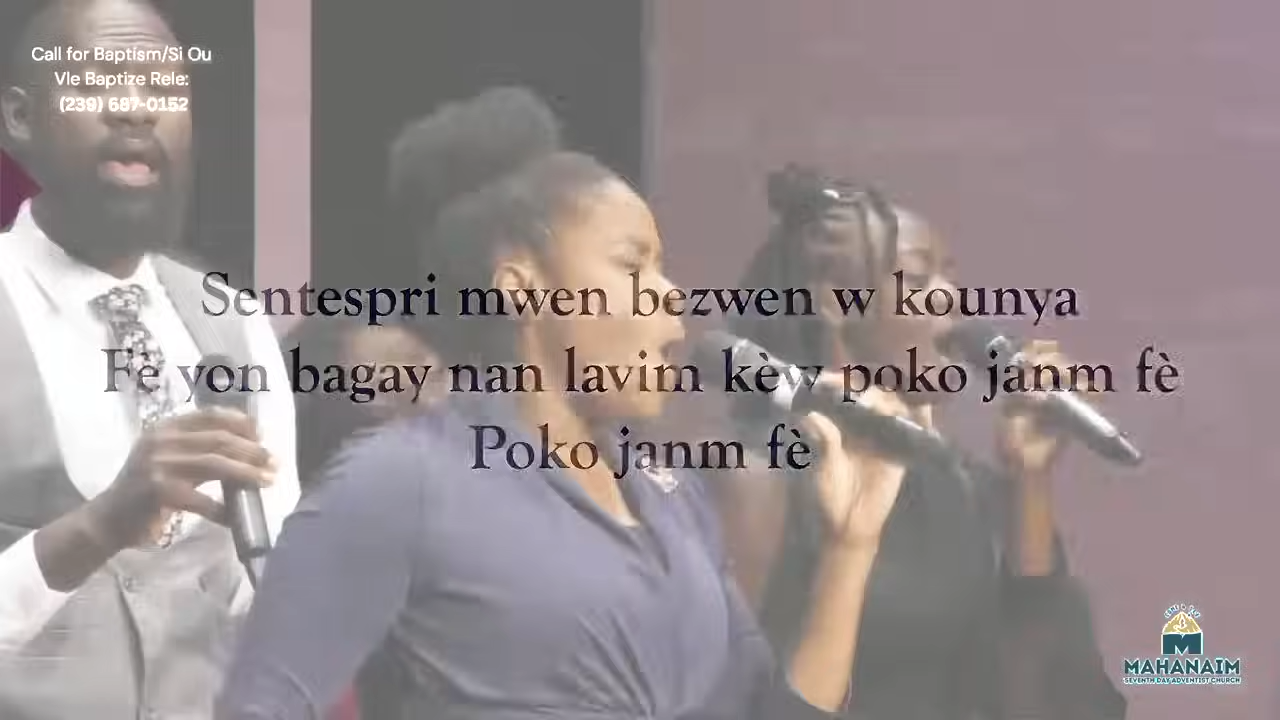 Call for Baptism/Si Ou
Vle Baptize Rele:
(239) 687-0152
Sentespri mwen bezwen w kounya
Fè yon bagay nan lavim kèw poko janm fè
Poko janm fè
MAHANAIM
SEVENTH DAY ADVENTIST CHURCH